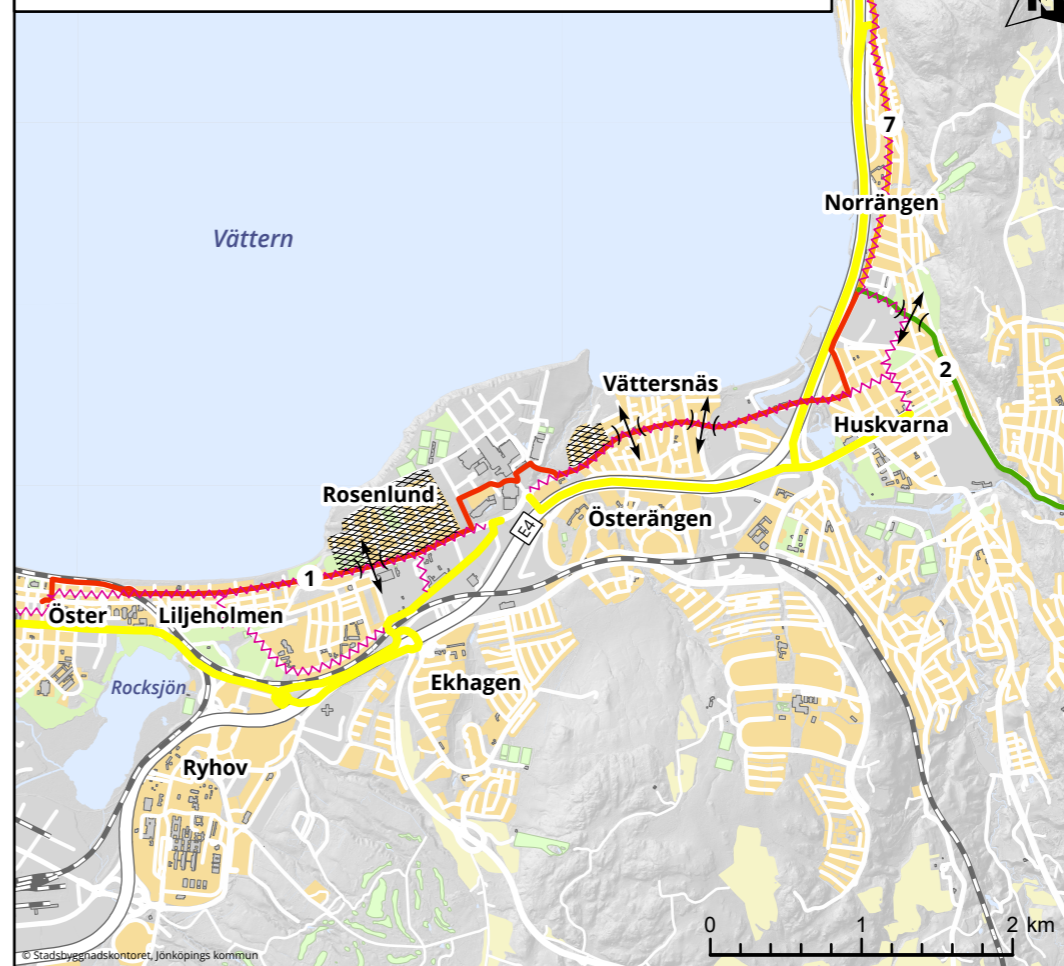 N
7
Norrängen
Vättern
2
Vättersnäs
Huskvarna
Rosenlund
Österängen
E4
1
Öster
Liljeholmen
Rocksjön
Ekhagen
Ryhov
0 1 2 km
© Stadsbyggnadskontoret, Jönköpings kommun